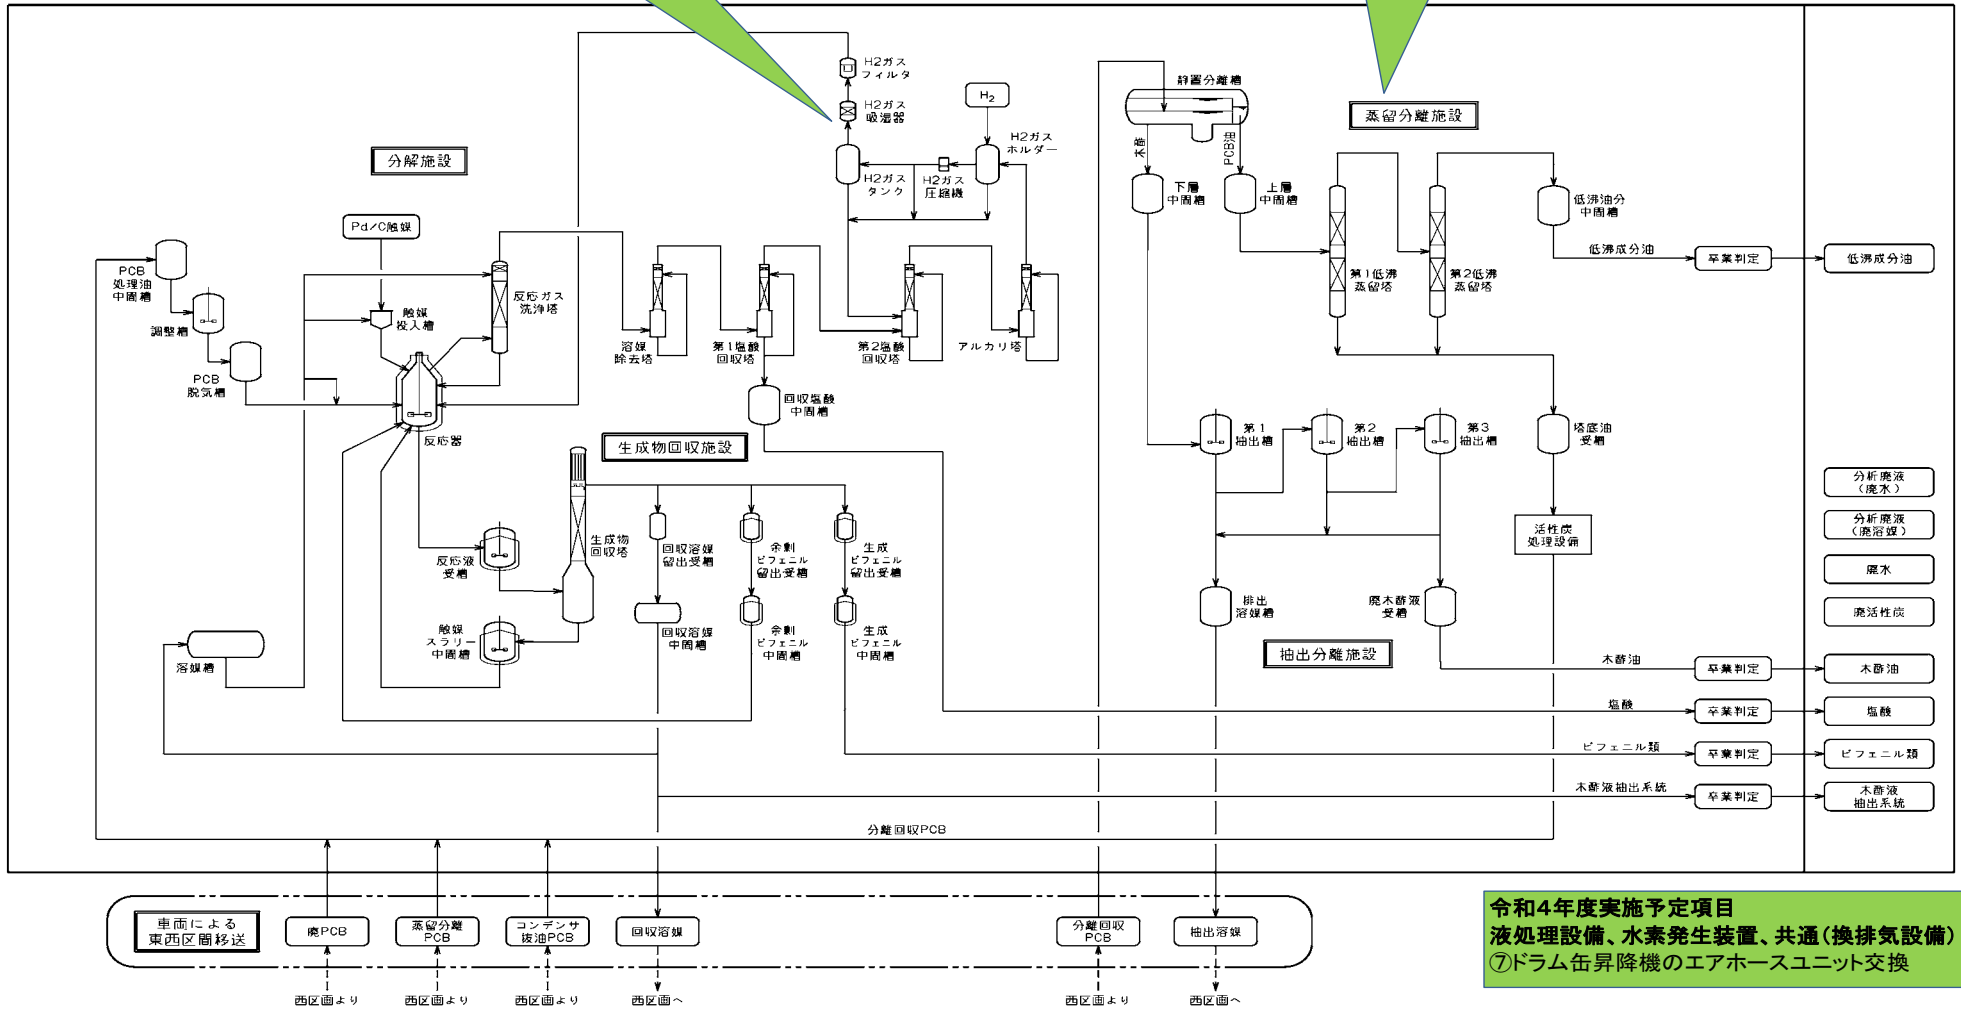 H2ガス
フィルタ
H2ガス
吸湿器
H₂
H2ガス
ホルダー
H2ガス
タンク
H2ガス
圧縮機
静置分離槽
木酢
PCB油
蒸留分離施設
分解施設
下層
中間槽
上層
中間槽
低沸油分
中間槽
Pd/C触媒
PCB
処理油
中間槽
調整槽
PCB
脱気槽
触媒
投入槽
反応ガス
洗浄塔
溶媒
除去塔
第1塩酸
回収塔
第2塩酸
回収塔
アルカリ塔
第1低沸
蒸留塔
第2低沸
蒸留塔
低沸成分油
卒業判定
低沸成分油
回収塩酸
中間槽
反応器
生成物回収施設
第1
抽出槽
第2
抽出槽
第3
抽出槽
塔底油
受槽
分析廃液
(廃水)
分析廃液
(廃溶媒)
廃水
廃活性炭
活性炭
処理設備
反応液
受槽
生成物
回収塔
回収溶媒
留出受槽
余剰
ビフェニル
留出受槽
生成
ビフェニル
留出受槽
排出
溶媒槽
廃木酢液
受槽
触媒
スラリー
中間槽
回収溶媒
中間槽
余剰
ビフェニル
中間槽
生成
ビフェニル
中間槽
溶媒槽
抽出分離施設
木酢油
卒業判定
木酢油
塩酸
卒業判定
塩酸
ビフェニル類
卒業判定
ビフェニル類
木酢液抽出系統
卒業判定
木酢液
抽出系統
分離回収PCB
車両による
東西区間移送
廃PCB
蒸留分離
PCB
コンデンサ
抜油PCB
回収溶媒
分離回収
PCB
抽出溶媒
西区画より
西区画より
西区画より
西区画へ
西区画より
西区画へ
令和4年度実施予定項目
液処理設備、水素発生装置、共通(換排気設備)
⑦ドラム缶昇降機のエアホースユニット交換